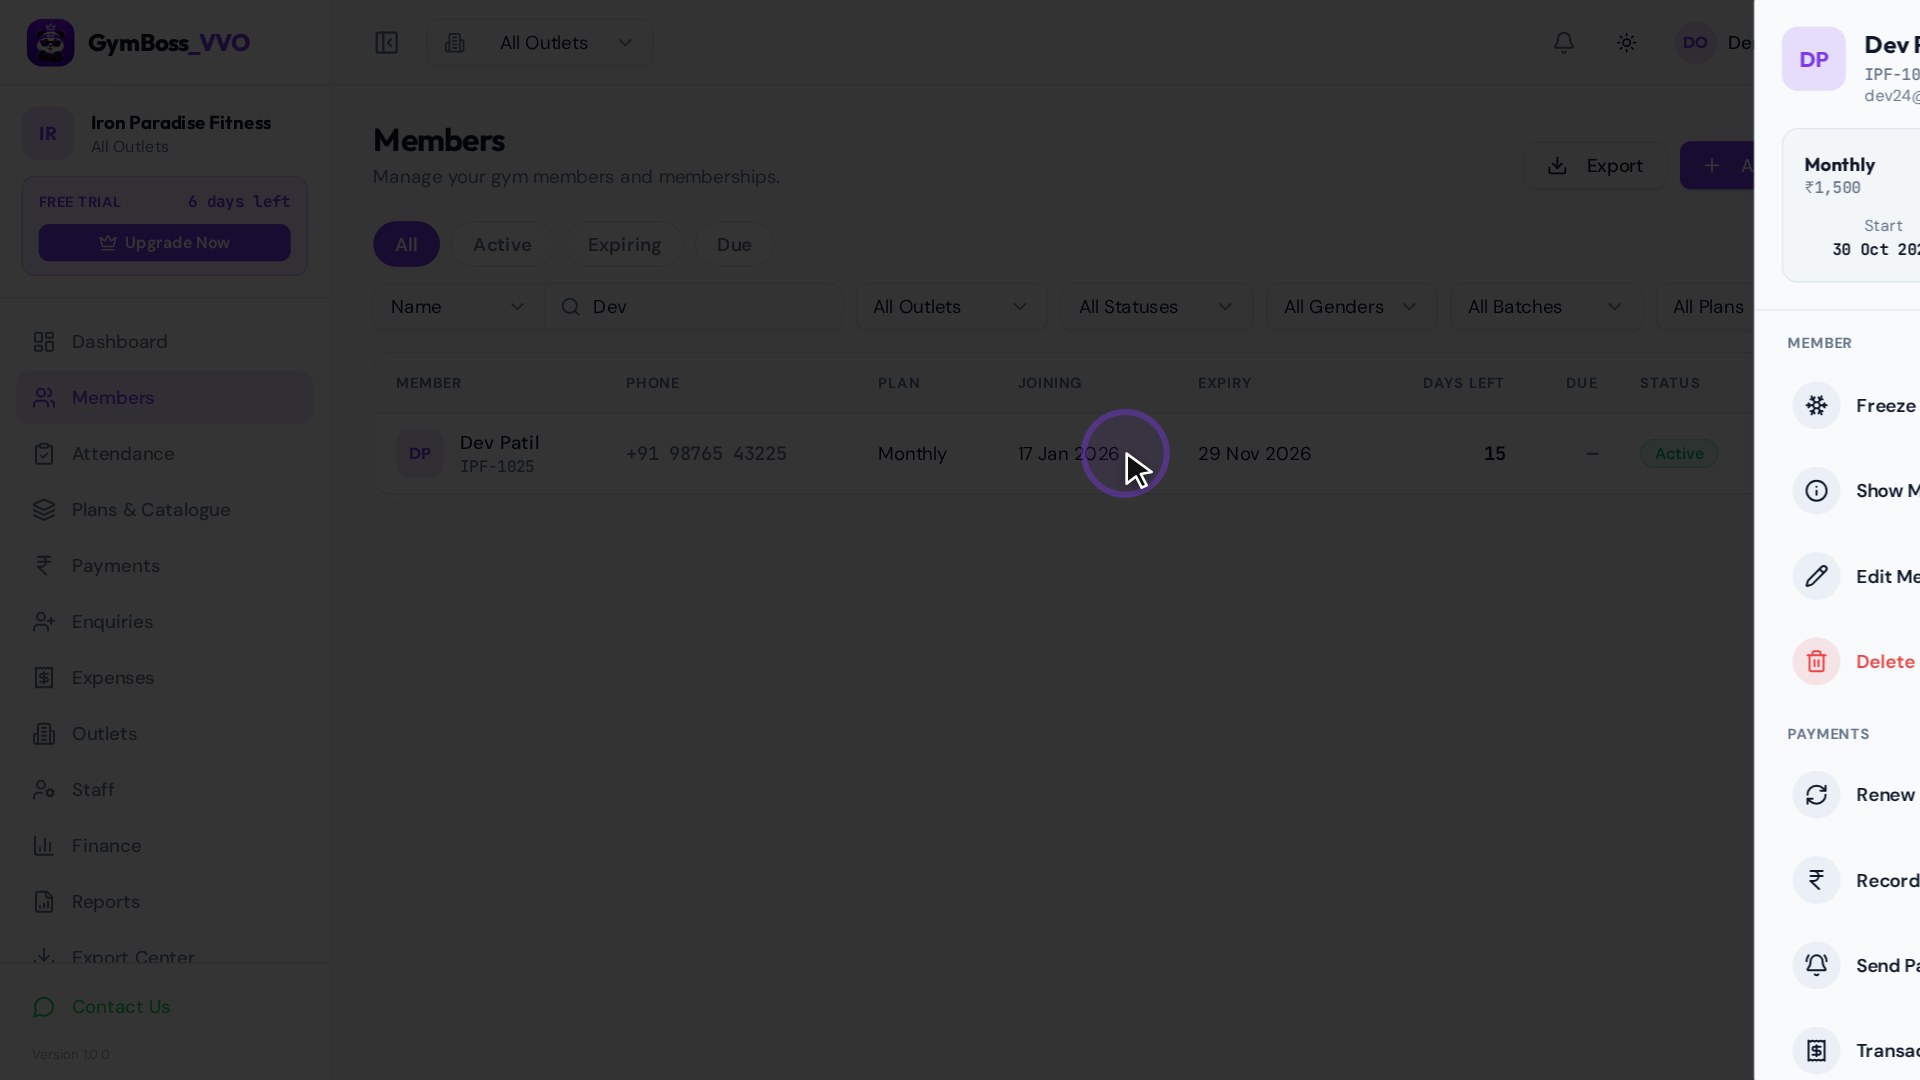 GymBoss_VVO
All Outlets
DO
IR
Iron Paradise Fitness
All Outlets
FREE TRIAL 6 days left
Upgrade Now
Dashboard
Members
Attendance
Plans & Catalogue
Payments
Enquiries
Expenses
Outlets
Staff
Finance
Reports
Export Center
Contact Us
Version 1.0.0
Members
Manage your gym members and memberships.
Export
All Active Expiring Due
Name Dev All Outlets All Statuses All Genders All Batches All Plans
MEMBER PHONE PLAN JOINING EXPIRY DAYS LEFT DUE STATUS
DP Dev Patil +91 98765 43225 Monthly 17 Jan 2026 29 Nov 2026 15 – Active
IPF-1025
DP
Dev
IPF-10
dev24@
Monthly
₹1,500
Start
30 Oct 202
MEMBER
Freeze
Show
Edit
Delete
PAYMENTS
Renew
Record
Send